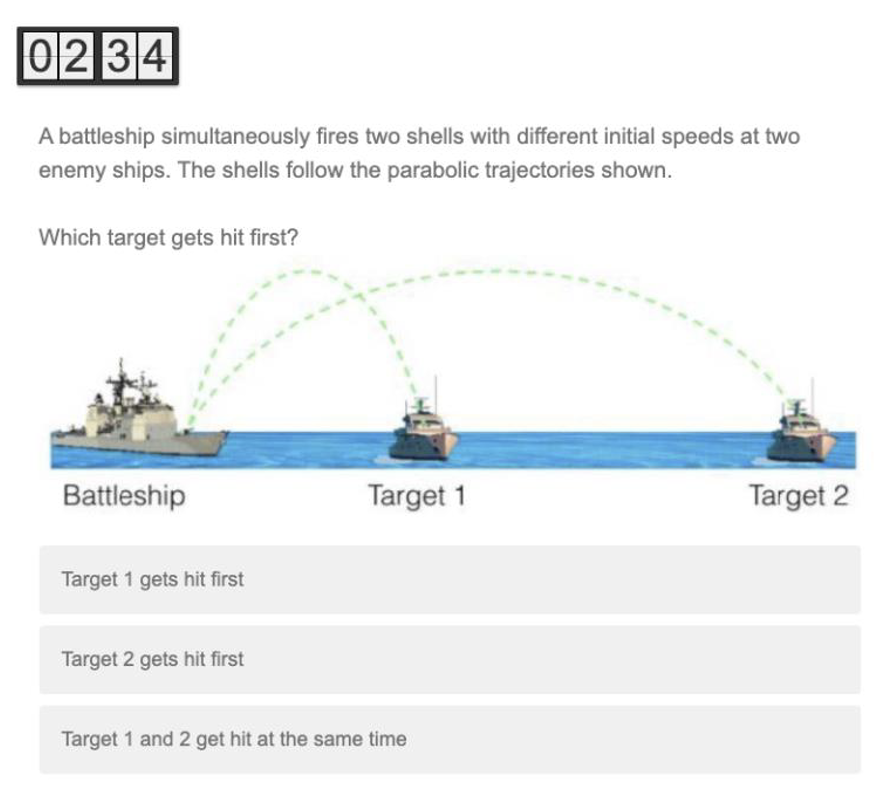 0234
A battleship simultaneously fires two shells with different initial speeds at two
enemy ships. The shells follow the parabolic trajectories shown.
Which target gets hit first?
Battleship
Target 1
Target 2
Target 1 gets hit first
Target 2 gets hit first
Target 1 and 2 get hit at the same time